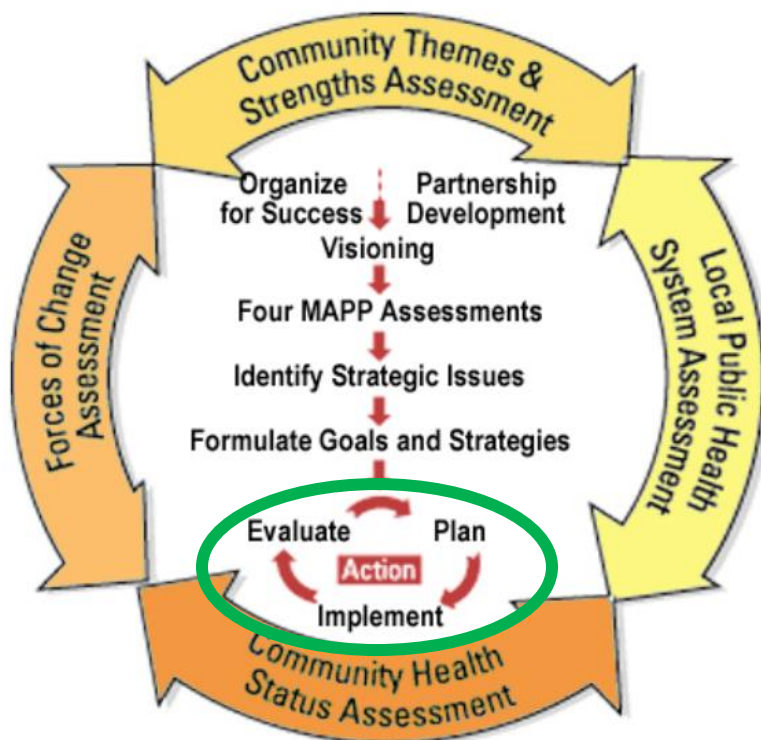 Community Themes &
Strengths Assessment
Organize
for Success
Partnership
Development
Visioning
Four MAPP Assessments
Identify Strategic Issues
Formulate Goals and Strategies
Evaluate
Plan
Action
Implement
Forces of Change
Assessment
Local Public Health
System Assessment
Community Health
Status Assessment